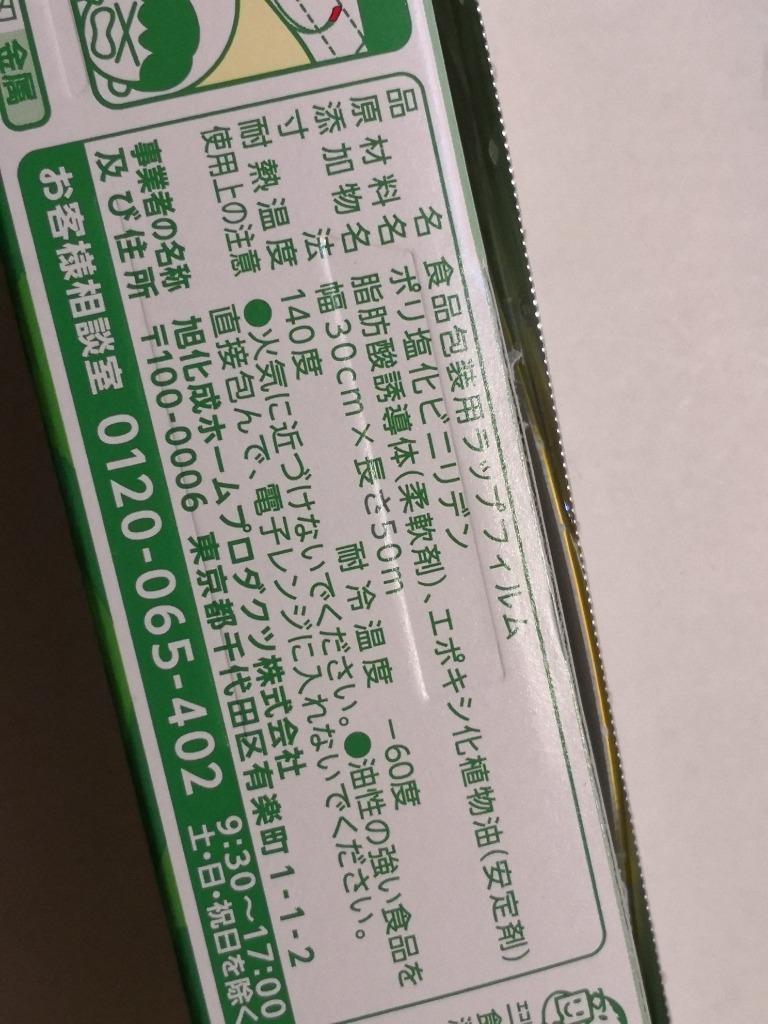 金属
品名 食品包装用ラップフィルム
原材料名 ポリ塩化ビニリデン
添加物名 脂肪酸誘導体(柔軟剤)、エポキシ化植物油(安定剤)
寸法 幅30cm×長さ50m
耐熱温度 140度 耐冷温度 -60度
使用上の注意 ●火気に近づけないでください。●油性の強い食品を
直接包んで、電子レンジに入れないでください。
事業者の名称 旭化成ホームプロダクツ株式会社
及び住所 〒100-0006 東京都千代田区有楽町1-1-2
お客様相談室 0120-065-402 9:30~17:00
土・日・祝日を除く